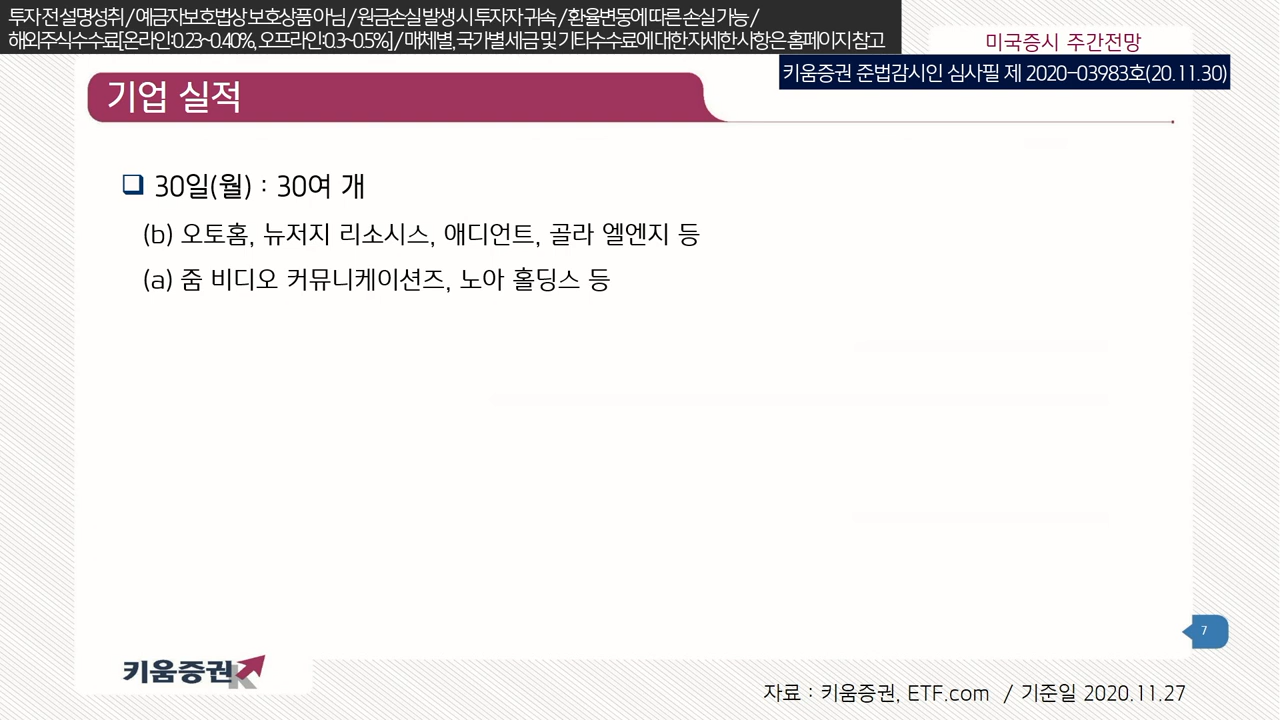 투자 전 설명성취 / 예금자보호법상 보호상품 아님 / 원금손실 발생 시 투자자 귀속 / 환율변동에 따른 손실 가능 /
해외주식수수료[온라인:0.23~0.40%, 오프라인:0.3~0.5%] / 매체별, 국가별 세금 및 기타수수료에 대한 자세한 사항은 홈페이지 참고
미국증시 주간전망
키움증권 준법감시인 심사필 제 2020-03983호(20.11.30)
기업 실적
30일(월) : 30여 개
(b) 오토홈, 뉴저지 리소시스, 애디언트, 골라 엘엔지 등
(a) 줌 비디오 커뮤니케이션즈, 노아 홀딩스 등
7
키움증권
자료 : 키움증권, ETF.com / 기준일 2020.11.27